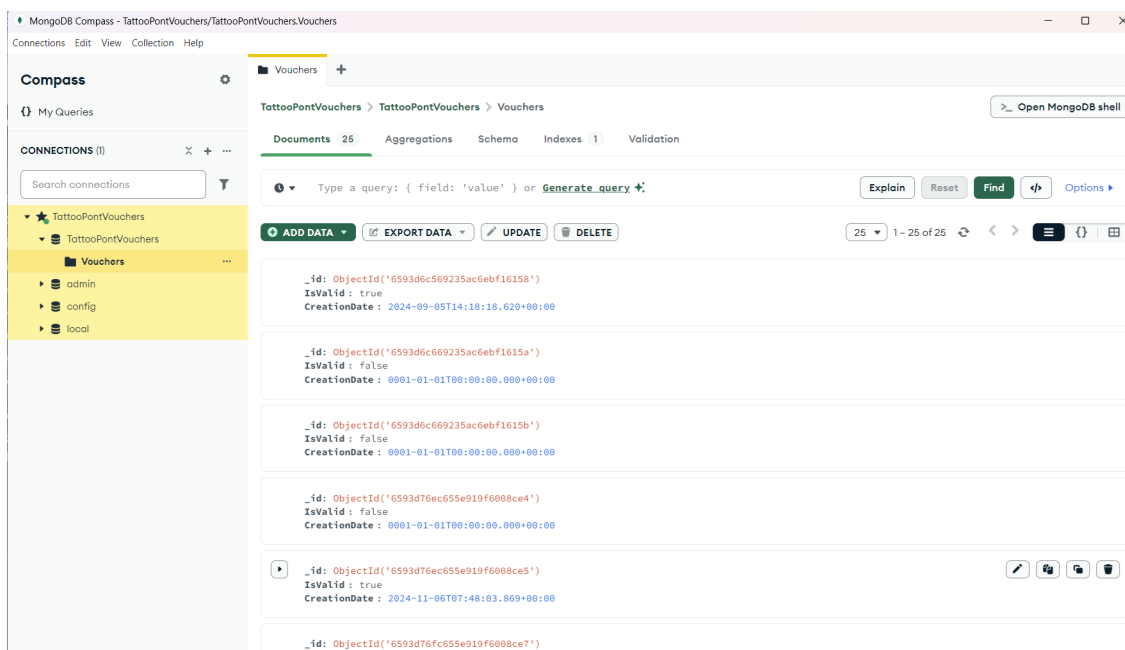 MongoDB Compass - TattooPontVouchers/TattooPontVouchers.Vouchers
Connections Edit View Collection Help
Compass
{} My Queries
CONNECTIONS (1)
Search connections
TattooPontVouchers
TattooPontVouchers
Vouchers
admin
config
local
Vouchers
TattooPontVouchers > TattooPontVouchers > Vouchers
>_ Open MongoDB shell
Documents 25 Aggregations Schema Indexes 1 Validation
Type a query: { field: 'value' } or Generate query
Explain Reset Find </> Options
ADD DATA EXPORT DATA UPDATE DELETE
25 1 – 25 of 25 {}
_id: ObjectId('6593d6c569235ac6ebf16158')
IsValid : true
CreationDate : 2024-09-05T14:18:18.620+00:00
_id: ObjectId('6593d6c669235ac6ebf1615a')
IsValid : false
CreationDate : 0001-01-01T00:00:00.000+00:00
_id: ObjectId('6593d6c669235ac6ebf1615b')
IsValid : false
CreationDate : 0001-01-01T00:00:00.000+00:00
_id: ObjectId('6593d76ec655e919f6008ce4')
IsValid : false
CreationDate : 0001-01-01T00:00:00.000+00:00
_id: ObjectId('6593d76ec655e919f6008ce5')
IsValid : true
CreationDate : 2024-11-06T07:48:03.869+00:00
_id: ObjectId('6593d76fc655e919f6008ce7')